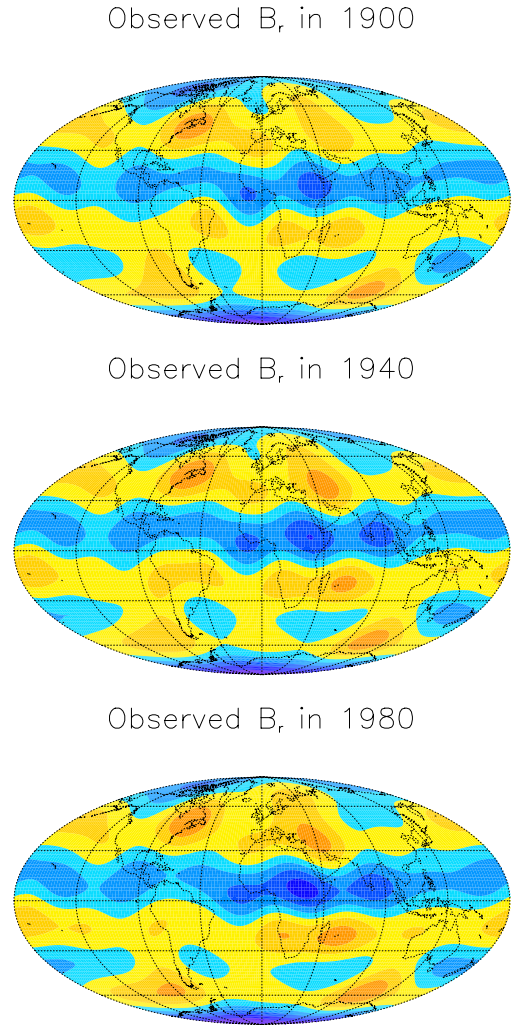 Observed Bᵣ in 1900
Observed Bᵣ in 1940
Observed Bᵣ in 1980